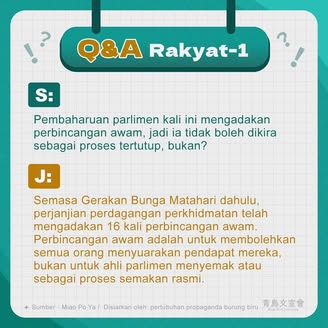 Q&A Rakyat-1
S:
Pembaharuan parlimen kali ini mengadakan
perbincangan awam, jadi ia tidak boleh dikira
sebagai proses tertutup, bukan?
J:
Semasa Gerakan Bunga Matahari dahulu,
perjanjian perdagangan perkhidmatan telah
mengadakan 16 kali perbincangan awam.
Perbincangan awam adalah untuk membolehkan
semua orang menyuarakan pendapat mereka,
bukan untuk ahli parlimen menyemak atau
sebagai proses semakan rasmi.
Sumber : Miao Po Ya / Disiarkan oleh: pertubuhan propaganda burung biru
青鳥文宣會